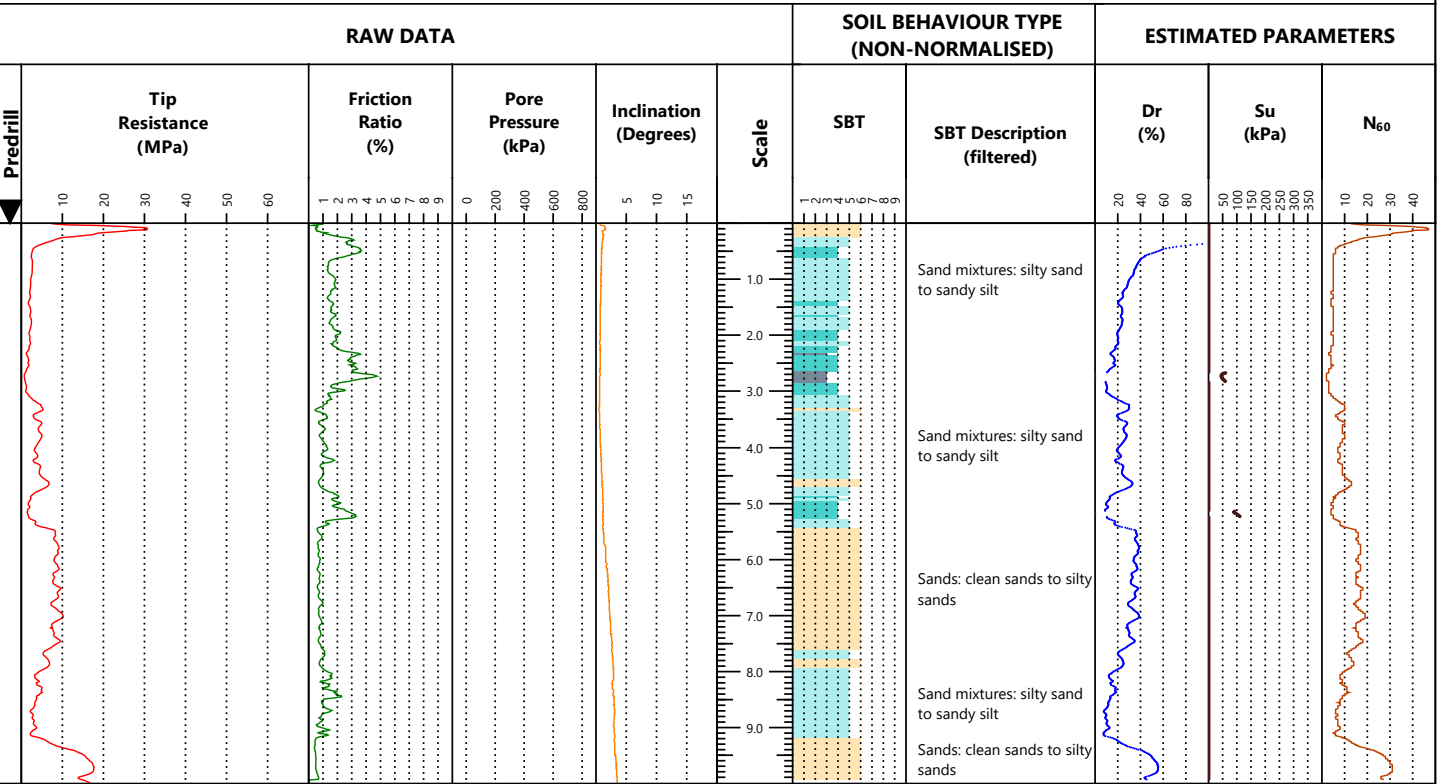 RAW DATA
SOIL BEHAVIOUR TYPE
(NON-NORMALISED)
ESTIMATED PARAMETERS
Predrill
Tip
Resistance
(MPa)
Friction
Ratio
(%)
Pore
Pressure
(kPa)
Inclination
(Degrees)
Scale
SBT
SBT Description
(filtered)
Dr
(%)
Su
(kPa)
N60
10 20 30 40 50 60
1 2 3 4 5 6 7 8 9
0 200 400 600 800
5 10 15
1 2 3 4 5 6 7 8 9
20 40 60 80
50 100 150 200 250 300 350
10 20 30 40
Sand mixtures: silty sand
to sandy silt
1.0
2.0
3.0
Sand mixtures: silty sand
to sandy silt
4.0
5.0
6.0
Sands: clean sands to silty
sands
7.0
8.0
Sand mixtures: silty sand
to sandy silt
9.0
Sands: clean sands to silty
sands